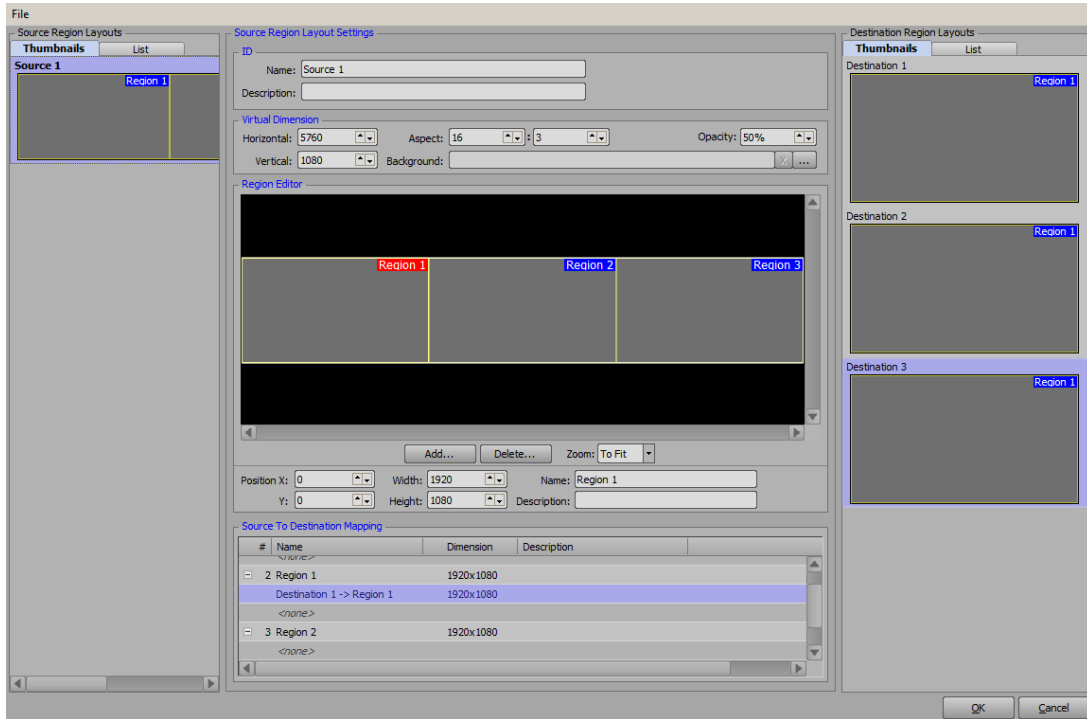 File
Source Region Layouts
Thumbnails List
Source 1
Region 1
Source Region Layout Settings
ID
Name: Source 1
Description:
Virtual Dimension
Horizontal: 5760 Aspect: 16 : 3 Opacity: 50%
Vertical: 1080 Background: X ...
Region Editor
Region 1 Region 2 Region 3
Add... Delete... Zoom: To Fit
Position X: 0 Width: 1920 Name: Region 1
Y: 0 Height: 1080 Description:
Source To Destination Mapping
# Name Dimension Description
<none>
2 Region 1 1920x1080
Destination 1 -> Region 1 1920x1080
<none>
3 Region 2 1920x1080
<none>
Destination Region Layouts
Thumbnails List
Destination 1
Region 1
Destination 2
Region 1
Destination 3
Region 1
OK Cancel